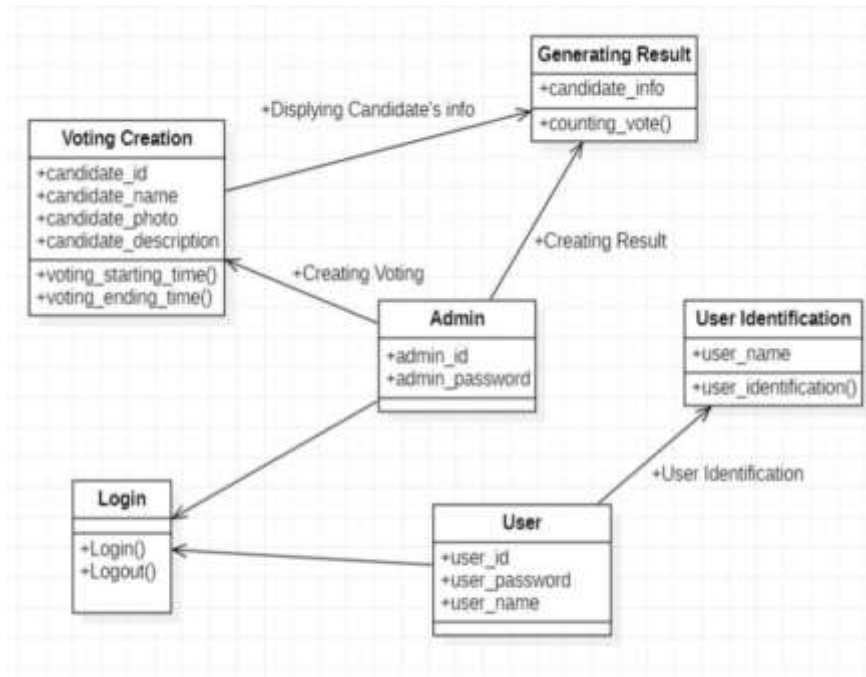 Generating Result
+candidate_info
+counting_vote()
+Displying Candidate's info
Voting Creation
+candidate_id
+candidate_name
+candidate_photo
+candidate_description
+voting_starting_time()
+voting_ending_time()
+Creating Result
+Creating Voting
Admin
+admin_id
+admin_password
User Identification
+user_name
+user_identification()
+User Identification
Login
+Login()
+Logout()
User
+user_id
+user_password
+user_name